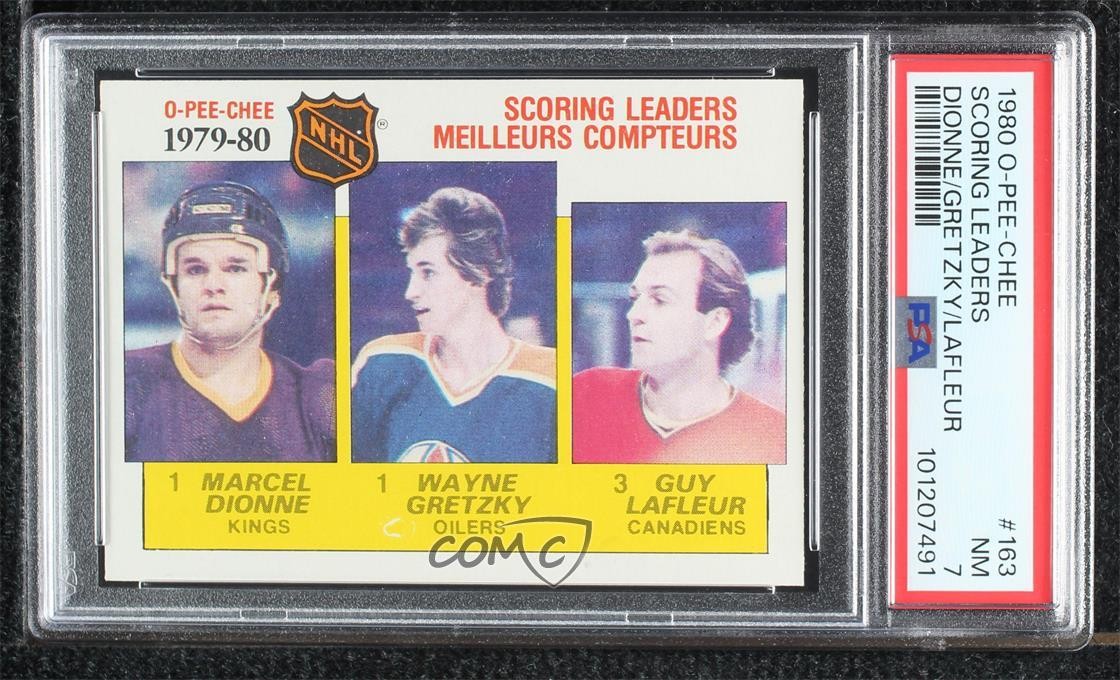 O-PEE-CHEE
1979-80
NHL
®
SCORING LEADERS
MEILLEURS COMPTEURS
CCM
1 MARCEL DIONNE
KINGS
1 WAYNE GRETZKY
OILERS
3 GUY LAFLEUR
CANADIENS
COMC
1980 O-PEE-CHEE #163
SCORING LEADERS NM
DIONNE/GRETZKY/LAFLEUR 7
PSA
101207491